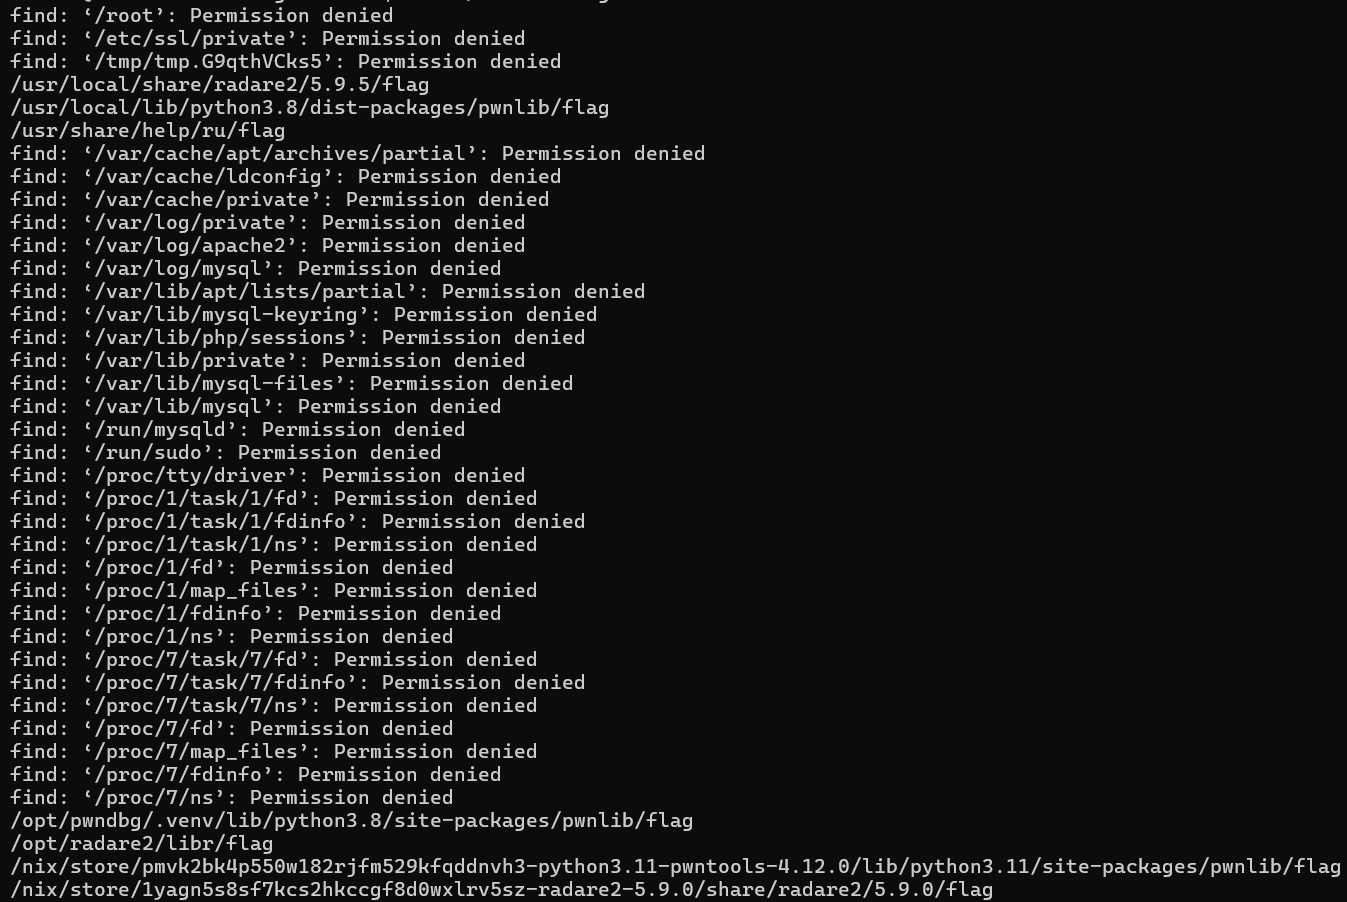 find: ‘/root’: Permission denied
find: ‘/etc/ssl/private’: Permission denied
find: ‘/tmp/tmp.G9qthVCks5’: Permission denied
/usr/local/share/radare2/5.9.5/flag
/usr/local/lib/python3.8/dist-packages/pwnlib/flag
/usr/share/help/ru/flag
find: ‘/var/cache/apt/archives/partial’: Permission denied
find: ‘/var/cache/ldconfig’: Permission denied
find: ‘/var/cache/private’: Permission denied
find: ‘/var/log/private’: Permission denied
find: ‘/var/log/apache2’: Permission denied
find: ‘/var/log/mysql’: Permission denied
find: ‘/var/lib/apt/lists/partial’: Permission denied
find: ‘/var/lib/mysql-keyring’: Permission denied
find: ‘/var/lib/php/sessions’: Permission denied
find: ‘/var/lib/private’: Permission denied
find: ‘/var/lib/mysql-files’: Permission denied
find: ‘/var/lib/mysql’: Permission denied
find: ‘/run/mysqld’: Permission denied
find: ‘/run/sudo’: Permission denied
find: ‘/proc/tty/driver’: Permission denied
find: ‘/proc/1/task/1/fd’: Permission denied
find: ‘/proc/1/task/1/fdinfo’: Permission denied
find: ‘/proc/1/task/1/ns’: Permission denied
find: ‘/proc/1/fd’: Permission denied
find: ‘/proc/1/map_files’: Permission denied
find: ‘/proc/1/fdinfo’: Permission denied
find: ‘/proc/1/ns’: Permission denied
find: ‘/proc/7/task/7/fd’: Permission denied
find: ‘/proc/7/task/7/fdinfo’: Permission denied
find: ‘/proc/7/task/7/ns’: Permission denied
find: ‘/proc/7/fd’: Permission denied
find: ‘/proc/7/map_files’: Permission denied
find: ‘/proc/7/fdinfo’: Permission denied
find: ‘/proc/7/ns’: Permission denied
/opt/pwndbg/.venv/lib/python3.8/site-packages/pwnlib/flag
/opt/radare2/libr/flag
/nix/store/pmvk2bk4p550w182rjfm529kfqddnvh3-python3.11-pwntools-4.12.0/lib/python3.11/site-packages/pwnlib/flag
/nix/store/1yagn5s8sf7kcs2hkccgf8d0wxlrv5sz-radare2-5.9.0/share/radare2/5.9.0/flag